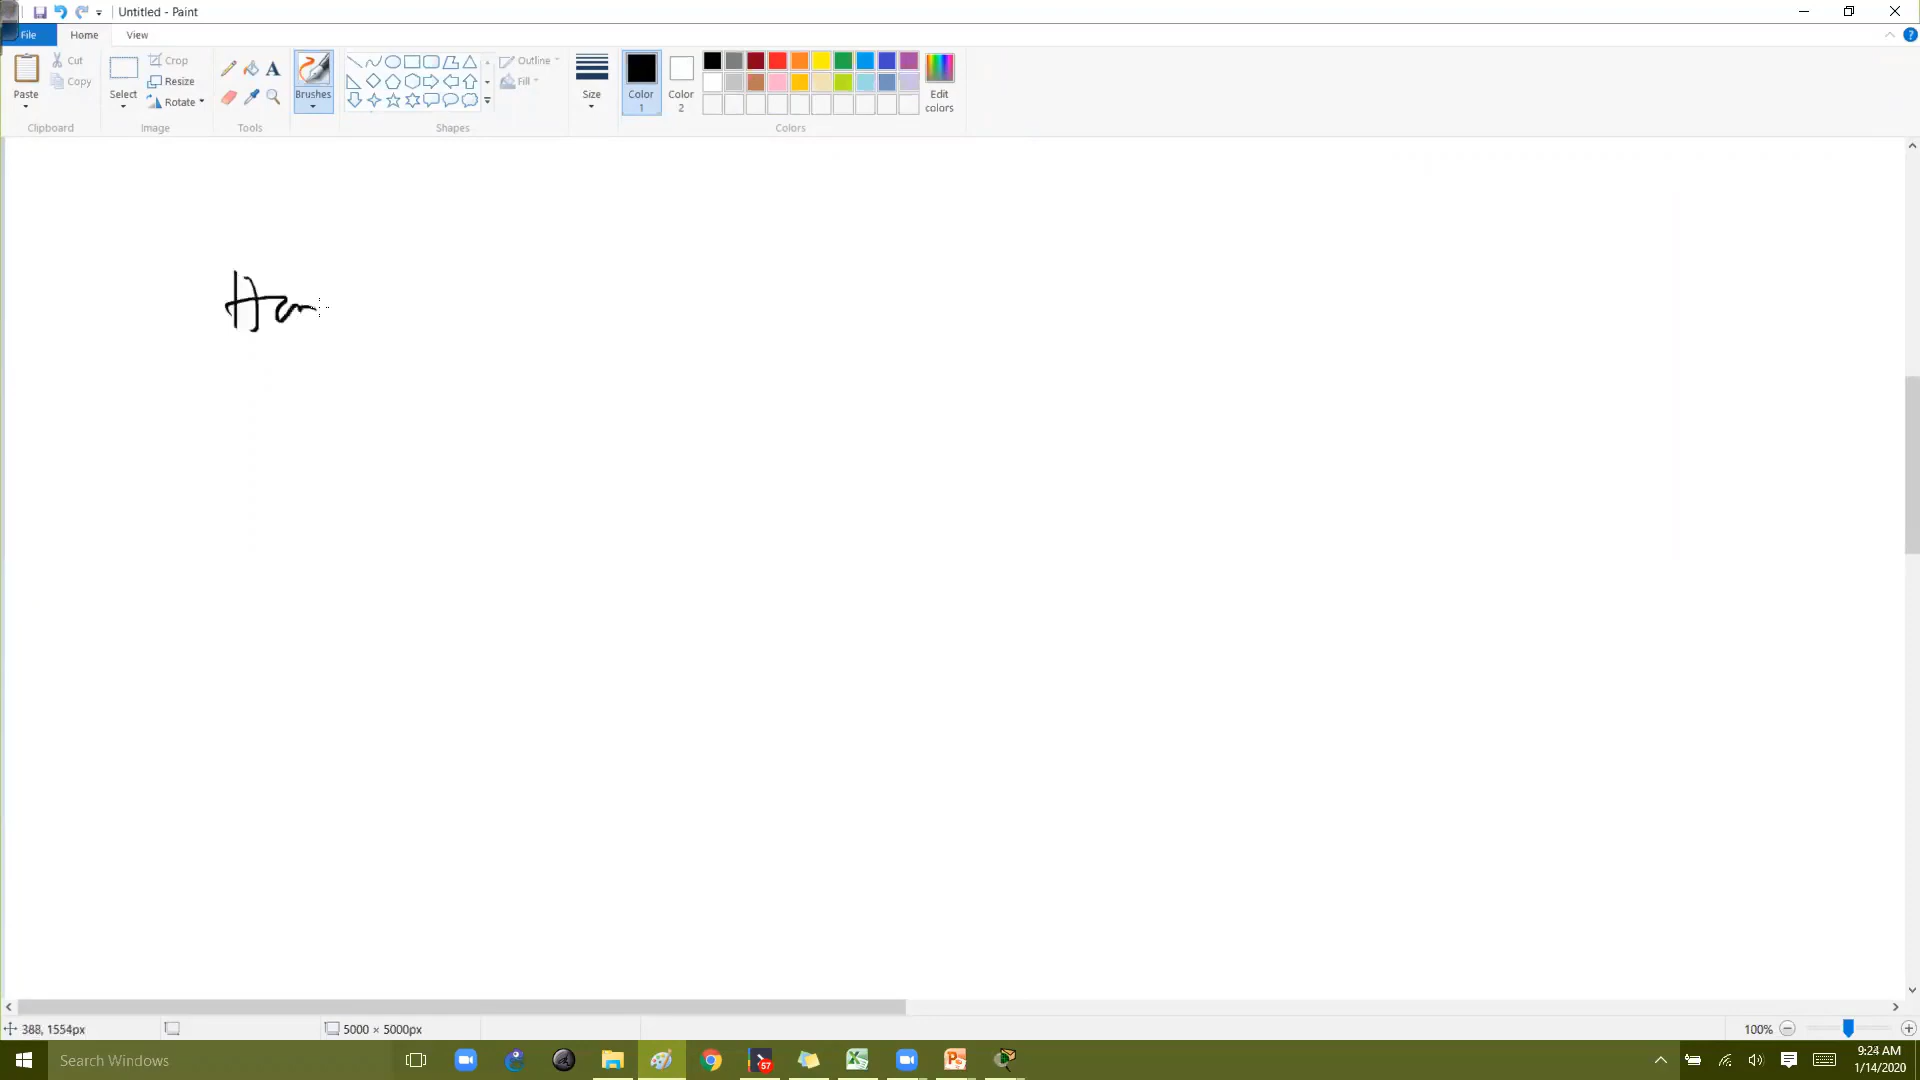 Untitled - Paint
File Home View
Paste
Cut
Copy
Clipboard
Select
Crop
Resize
Rotate
Image
Tools
Brushes
Shapes
Outline
Fill
Size
Color 1
Color 2
Edit colors
Colors
388, 1554px
5000 × 5000px
100%
Search Windows
57
9:24 AM
1/14/2020